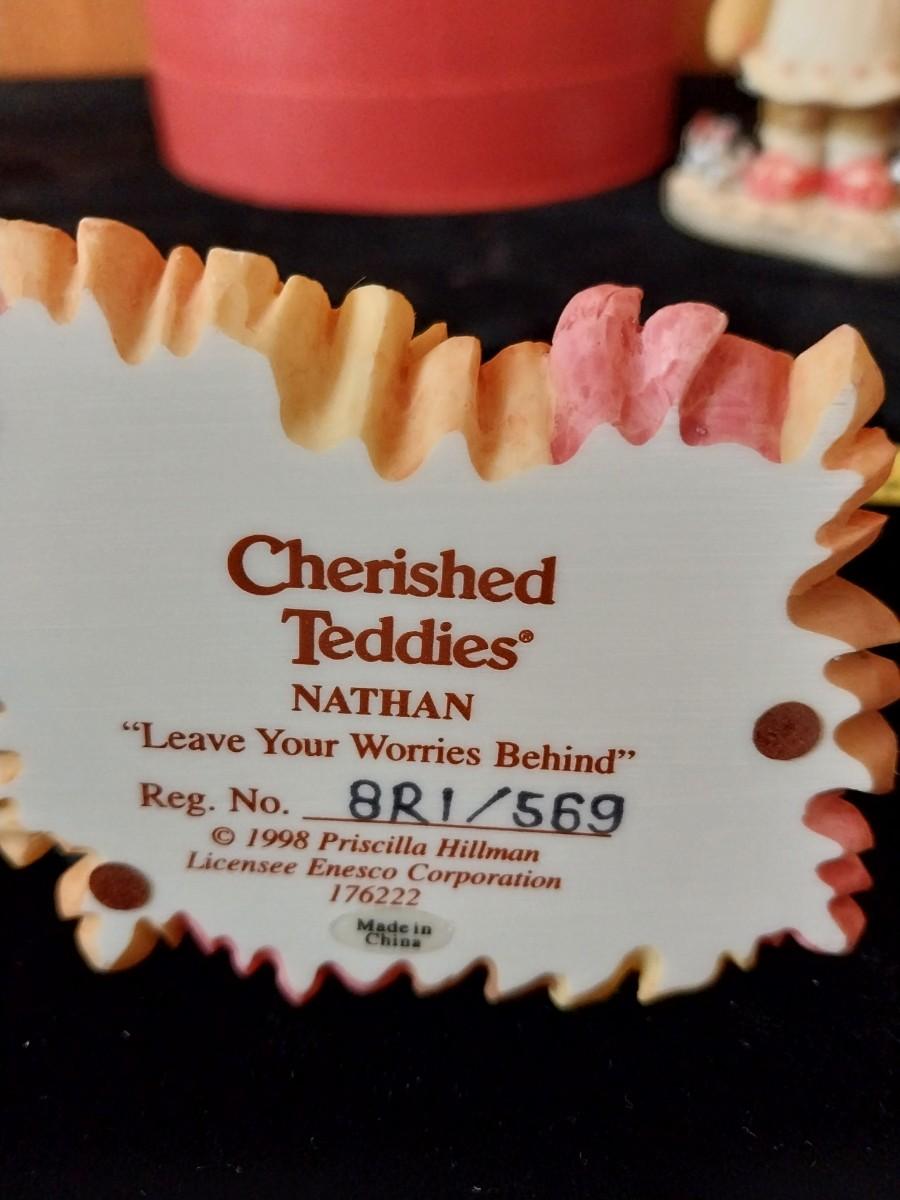 Cherished
Teddies®
NATHAN
“Leave Your Worries Behind”
Reg. No. 8R1/569
© 1998 Priscilla Hillman
Licensee Enesco Corporation
176222
Made in
China